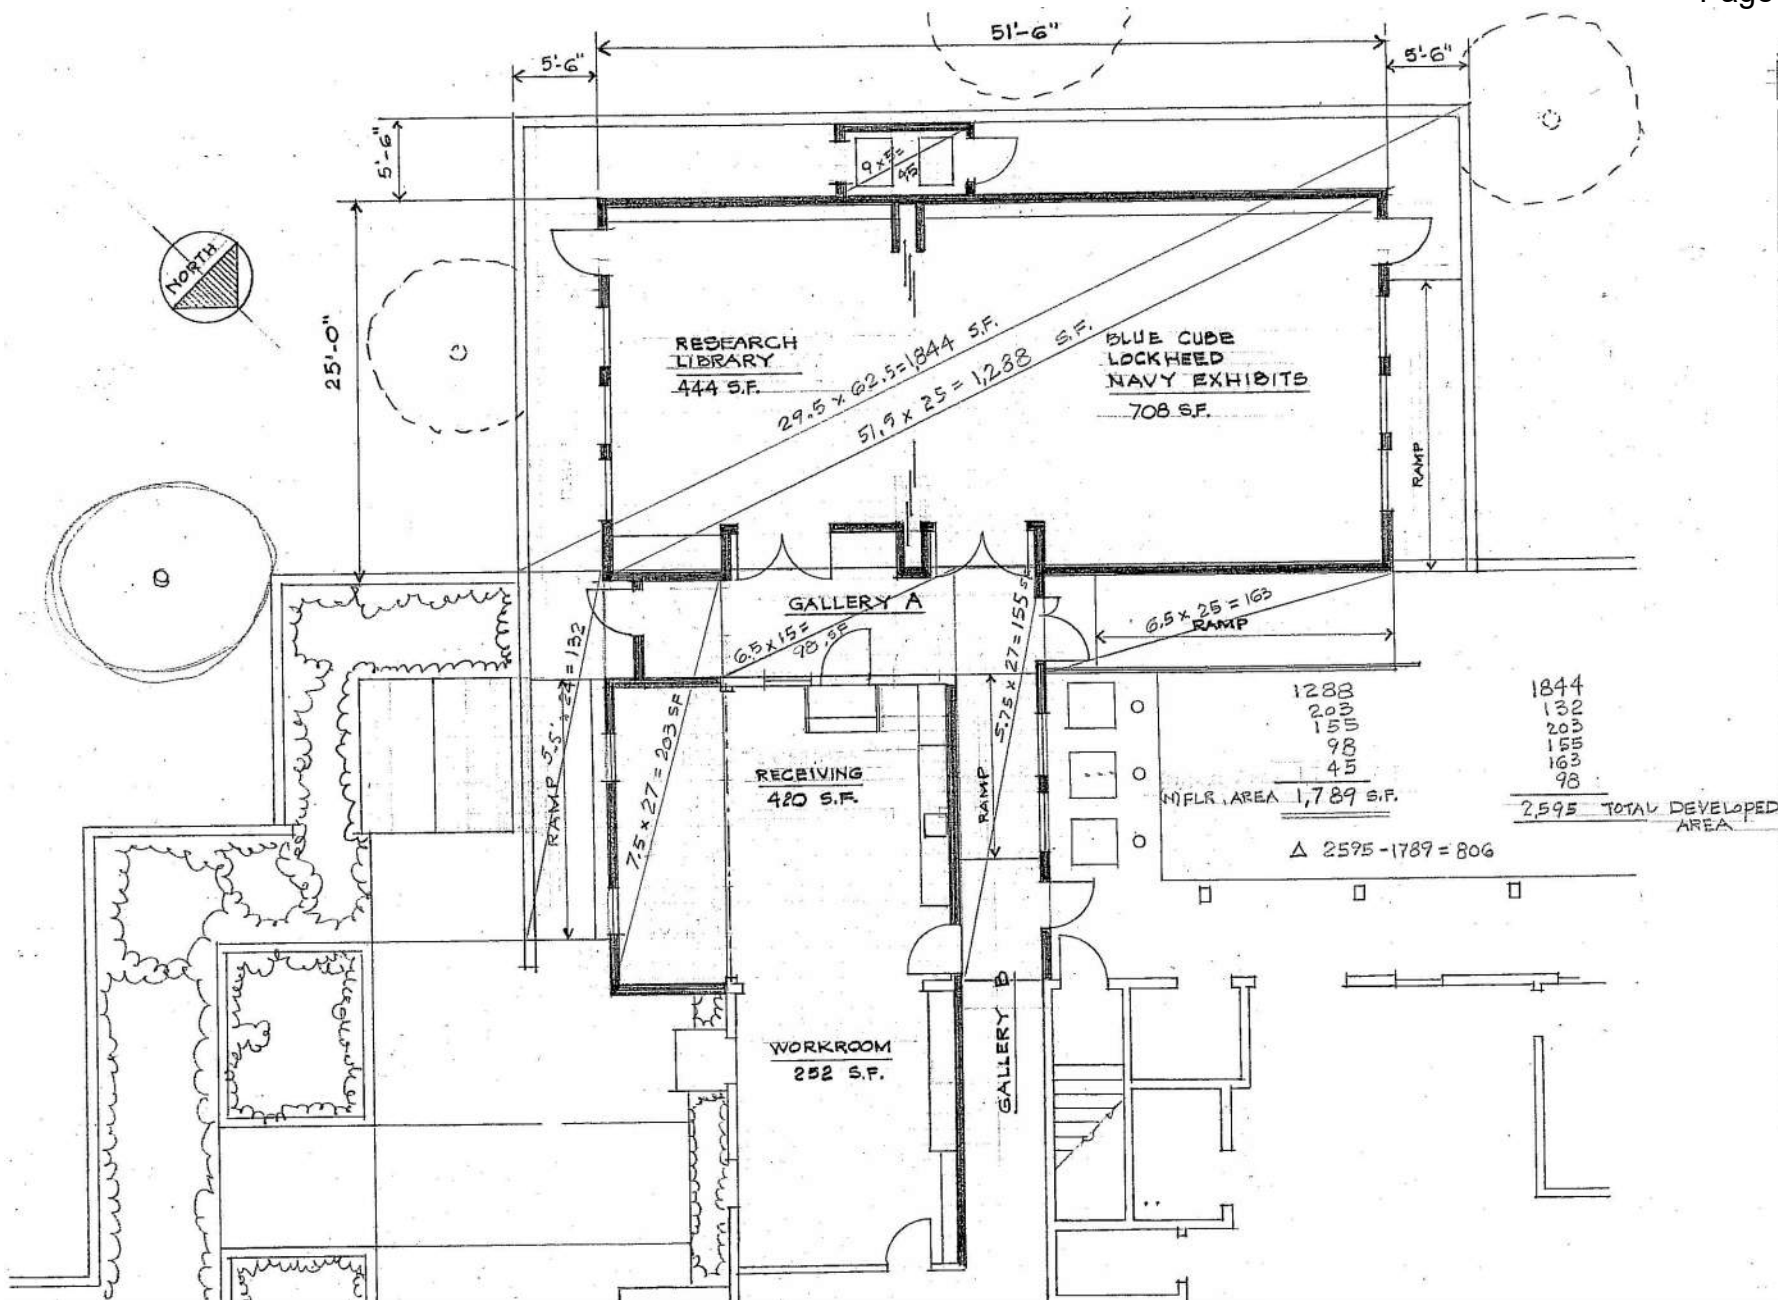 Page
51'-6"
5'-6"
5'-6"
5'-6"
9 x 5 =
45
NORTH
25'-0"
RESEARCH
LIBRARY
444 S.F.
BLUE CUBE
LOCKHEED
NAVY EXHIBITS
708 S.F.
29.5 x 62.5 = 1,844 S.F.
51.5 x 25 = 1,288 S.F.
RAMP
GALLERY A
6.5 x 15 =
98 SF
6.5 x 25 = 163
RAMP
5.75 x 27 = 155 SF
RAMP
5.5' x 24 = 132
RAMP
7.5 x 27 = 203 SF
RECEIVING
420 S.F.
1288
203
155
98
45
(N) FLR. AREA 1,789 S.F.
1844
132
203
155
163
98
2,595 TOTAL DEVELOPED
AREA
Δ 2595-1789 = 806
WORKROOM
252 S.F.
GALLERY B